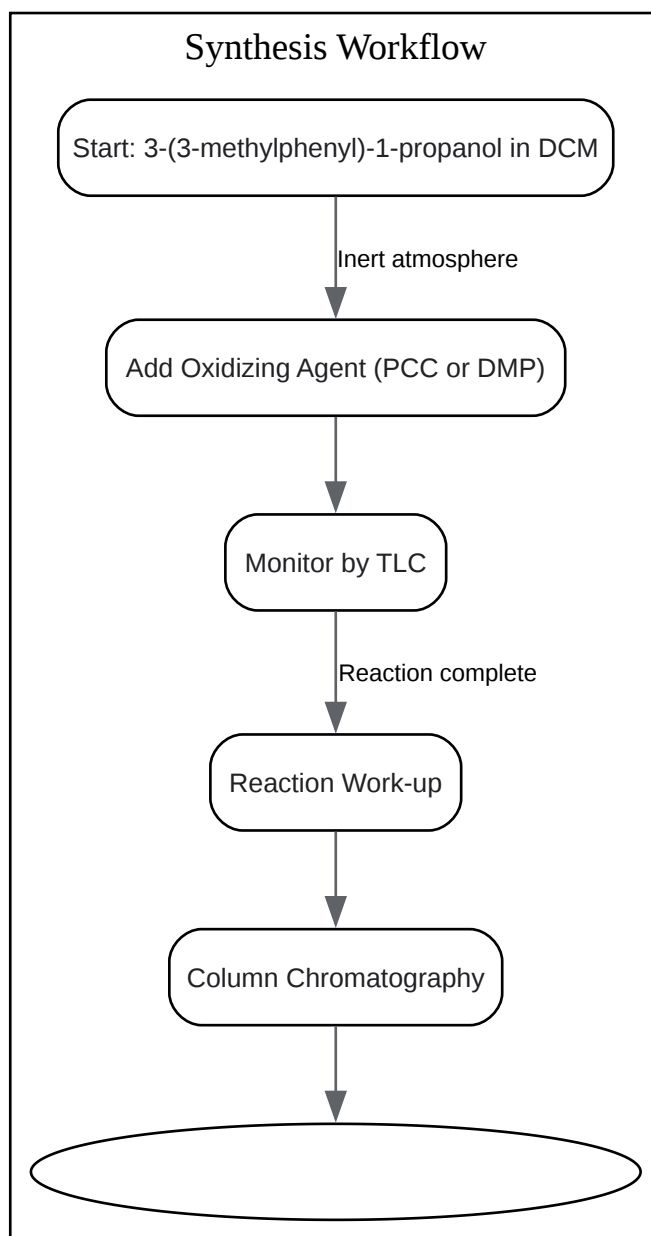 Synthesis Workflow
Start: 3-(3-methylphenyl)-1-propanol in DCM
Inert atmosphere
Add Oxidizing Agent (PCC or DMP)
Monitor by TLC
Reaction complete
Reaction Work-up
Column Chromatography